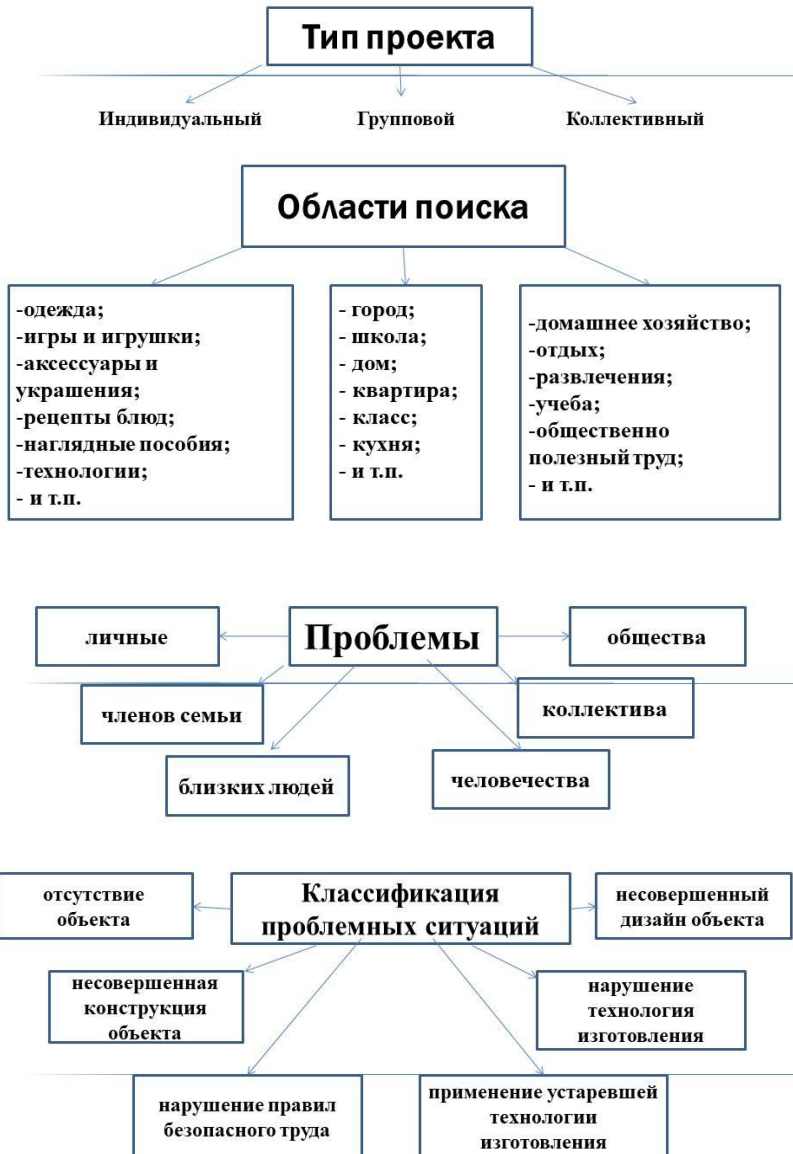 Тип проекта
Индивидуальный
Групповой
Коллективный
Области поиска
-одежда;
-игры и игрушки;
-аксессуары и
украшения;
-рецепты блюд;
-наглядные пособия;
-технологии;
- и т.п.
- город;
- школа;
- дом;
- квартира;
- класс;
- кухня;
- и т.п.
-домашнее хозяйство;
-отдых;
-развлечения;
-учеба;
-общественно
полезный труд;
- и т.п.
личные
Проблемы
общества
членов семьи
коллектива
близких людей
человечества
отсутствие
объекта
Классификация
проблемных ситуаций
несовершенный
дизайн объекта
несовершенная
конструкция
объекта
нарушение
технология
изготовления
нарушение правил
безопасного труда
применение устаревшей
технологии
изготовления